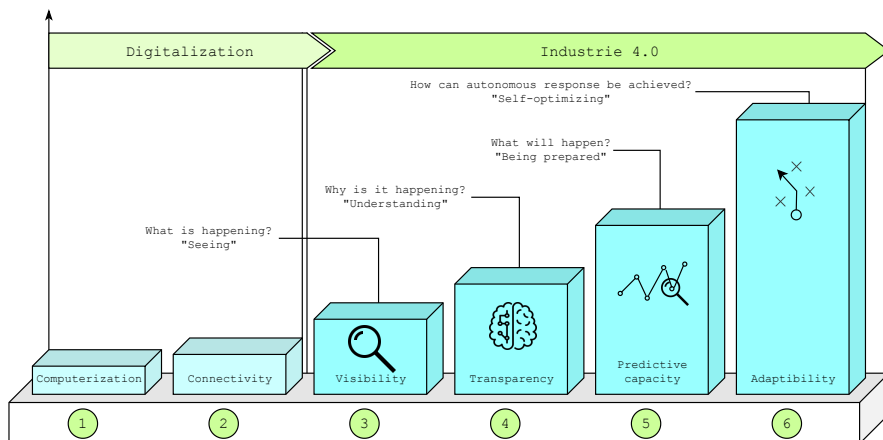 Digitalization
Industrie 4.0
How can autonomous response be achieved?
"Self-optimizing"
What will happen?
"Being prepared"
Why is it happening?
"Understanding"
What is happening?
"Seeing"
Computerization
Connectivity
Visibility
Transparency
Predictive
capacity
Adaptibility
1
2
3
4
5
6